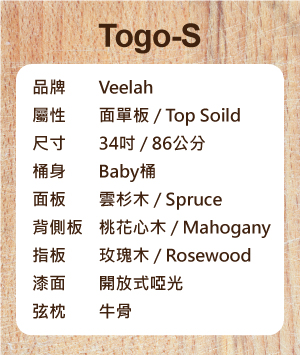 Togo-S
品牌 Veelah
屬性 面單板 / Top Soild
尺寸 34吋 / 86公分
桶身 Baby桶
面板 雲杉木 / Spruce
背側板 桃花心木 / Mahogany
指板 玫瑰木 / Rosewood
漆面 開放式啞光
弦枕 牛骨